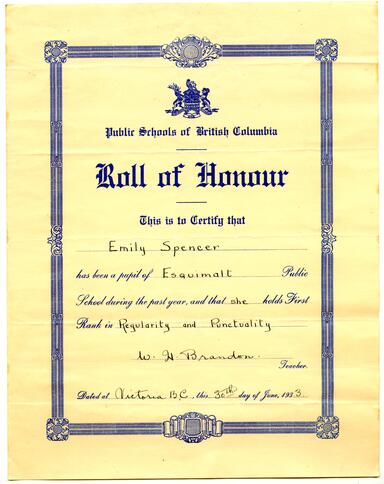 Public Schools of British Columbia
Roll of Honour
This is to Certify that
Emily Spencer
has been a pupil of Esquimalt Public
School during the past year, and that she holds First
Rank in Regularity and Punctuality
W. H Brandon.
Teacher.
Dated at Victoria B.C., this 30th day of June, 1933.